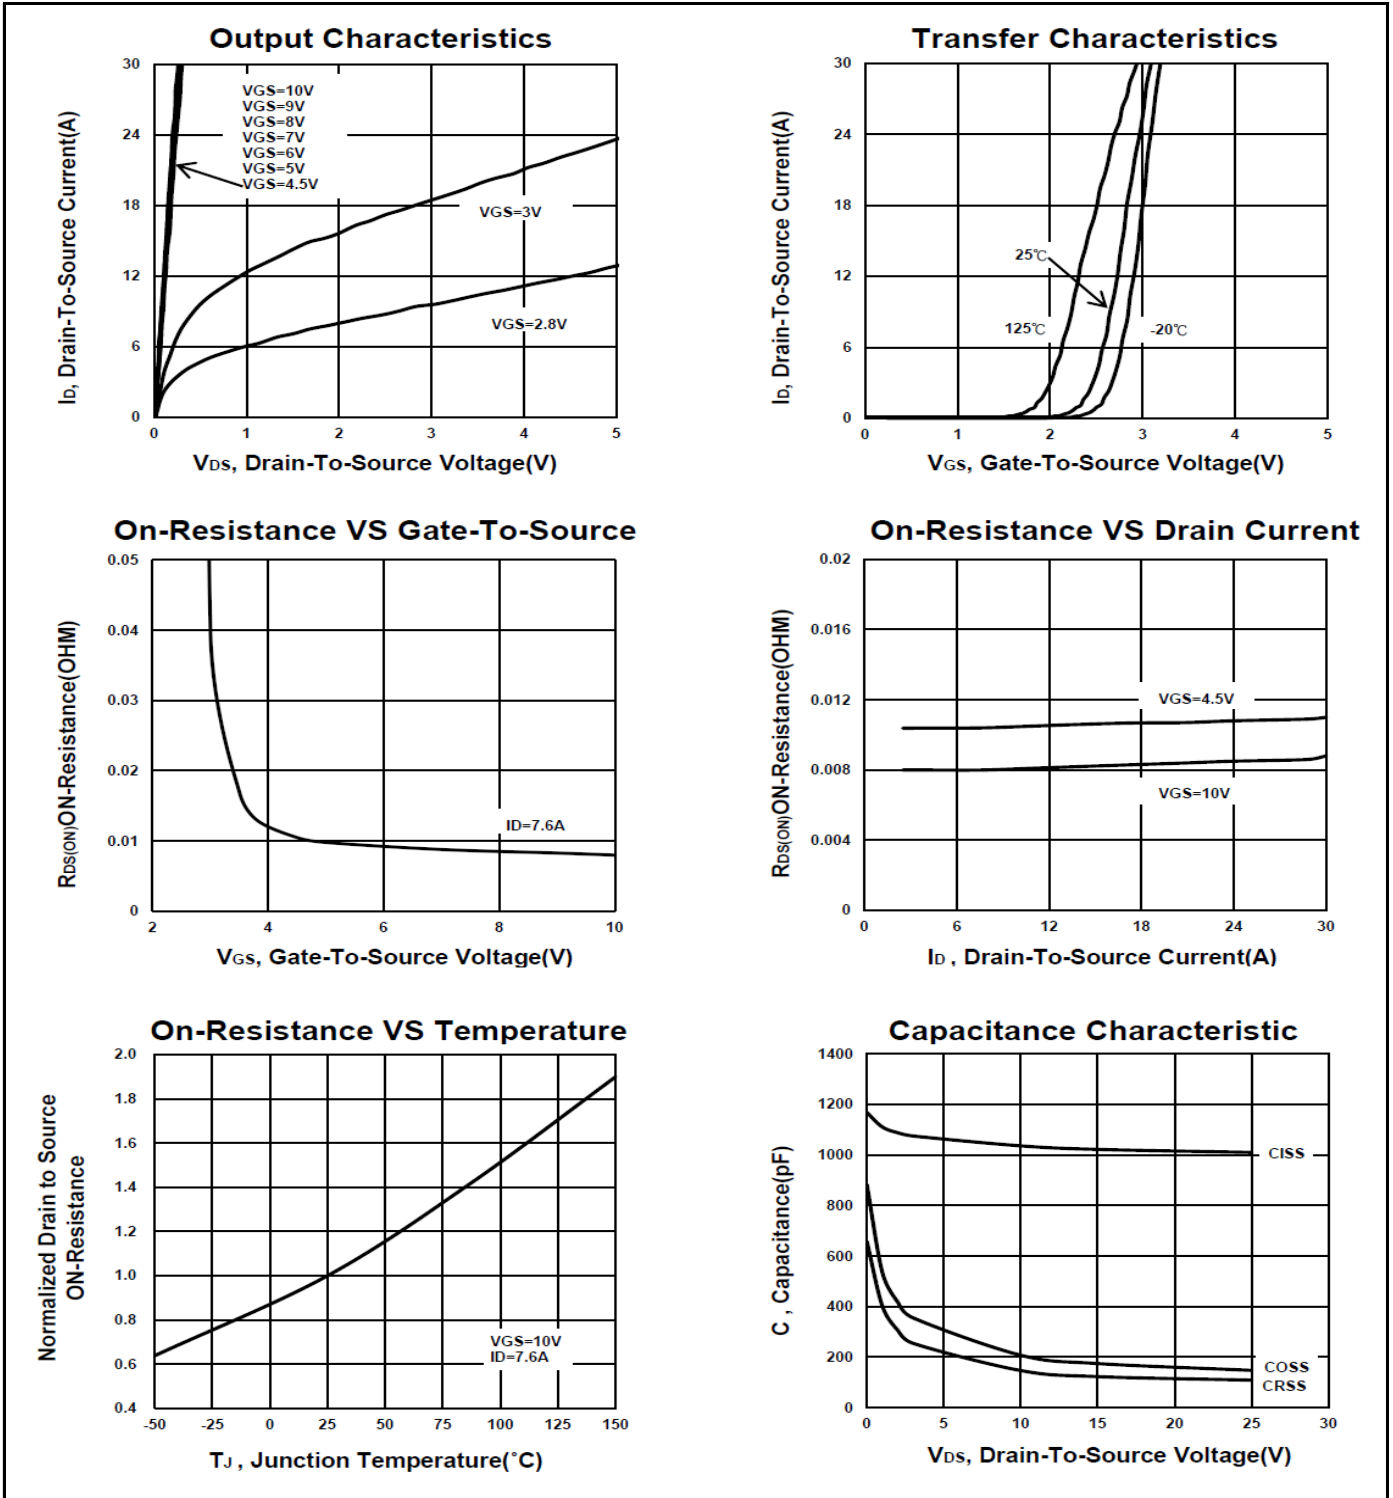 Output Characteristics
30
24
18
12
6
0
0 1 2 3 4 5
ID, Drain-To-Source Current(A)
VGS=10V
VGS=9V
VGS=8V
VGS=7V
VGS=6V
VGS=5V
VGS=4.5V
VGS=3V
VGS=2.8V
VDS, Drain-To-Source Voltage(V)
Transfer Characteristics
30
24
18
12
6
0
0 1 2 3 4 5
ID, Drain-To-Source Current(A)
25℃
125℃
-20℃
VGS, Gate-To-Source Voltage(V)
On-Resistance VS Gate-To-Source
0.05
0.04
0.03
0.02
0.01
0
2 4 6 8 10
RDS(ON)ON-Resistance(OHM)
ID=7.6A
VGS, Gate-To-Source Voltage(V)
On-Resistance VS Drain Current
0.02
0.016
0.012
0.008
0.004
0
0 6 12 18 24 30
RDS(ON)ON-Resistance(OHM)
VGS=4.5V
VGS=10V
ID , Drain-To-Source Current(A)
On-Resistance VS Temperature
2.0
1.8
1.6
1.4
1.2
1.0
0.8
0.6
0.4
-50 -25 0 25 50 75 100 125 150
Normalized Drain to Source
ON-Resistance
VGS=10V
ID=7.6A
TJ , Junction Temperature(˚C)
Capacitance Characteristic
1400
1200
1000
800
600
400
200
0
0 5 10 15 20 25 30
C , Capacitance(pF)
CISS
COSS
CRSS
VDS, Drain-To-Source Voltage(V)